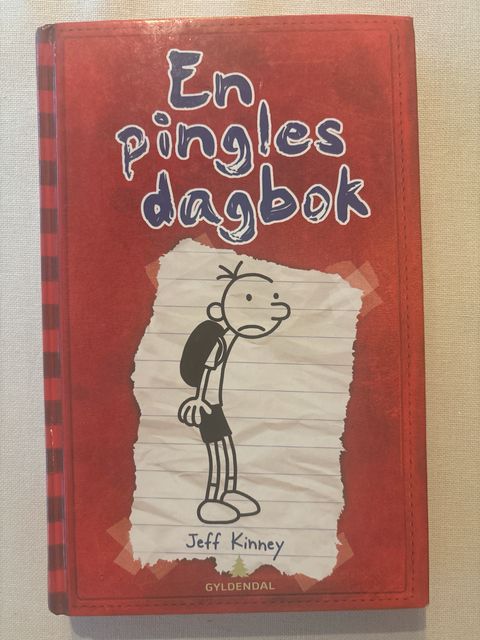 En
pingles
dagbok
Jeff Kinney
GYLDENDAL